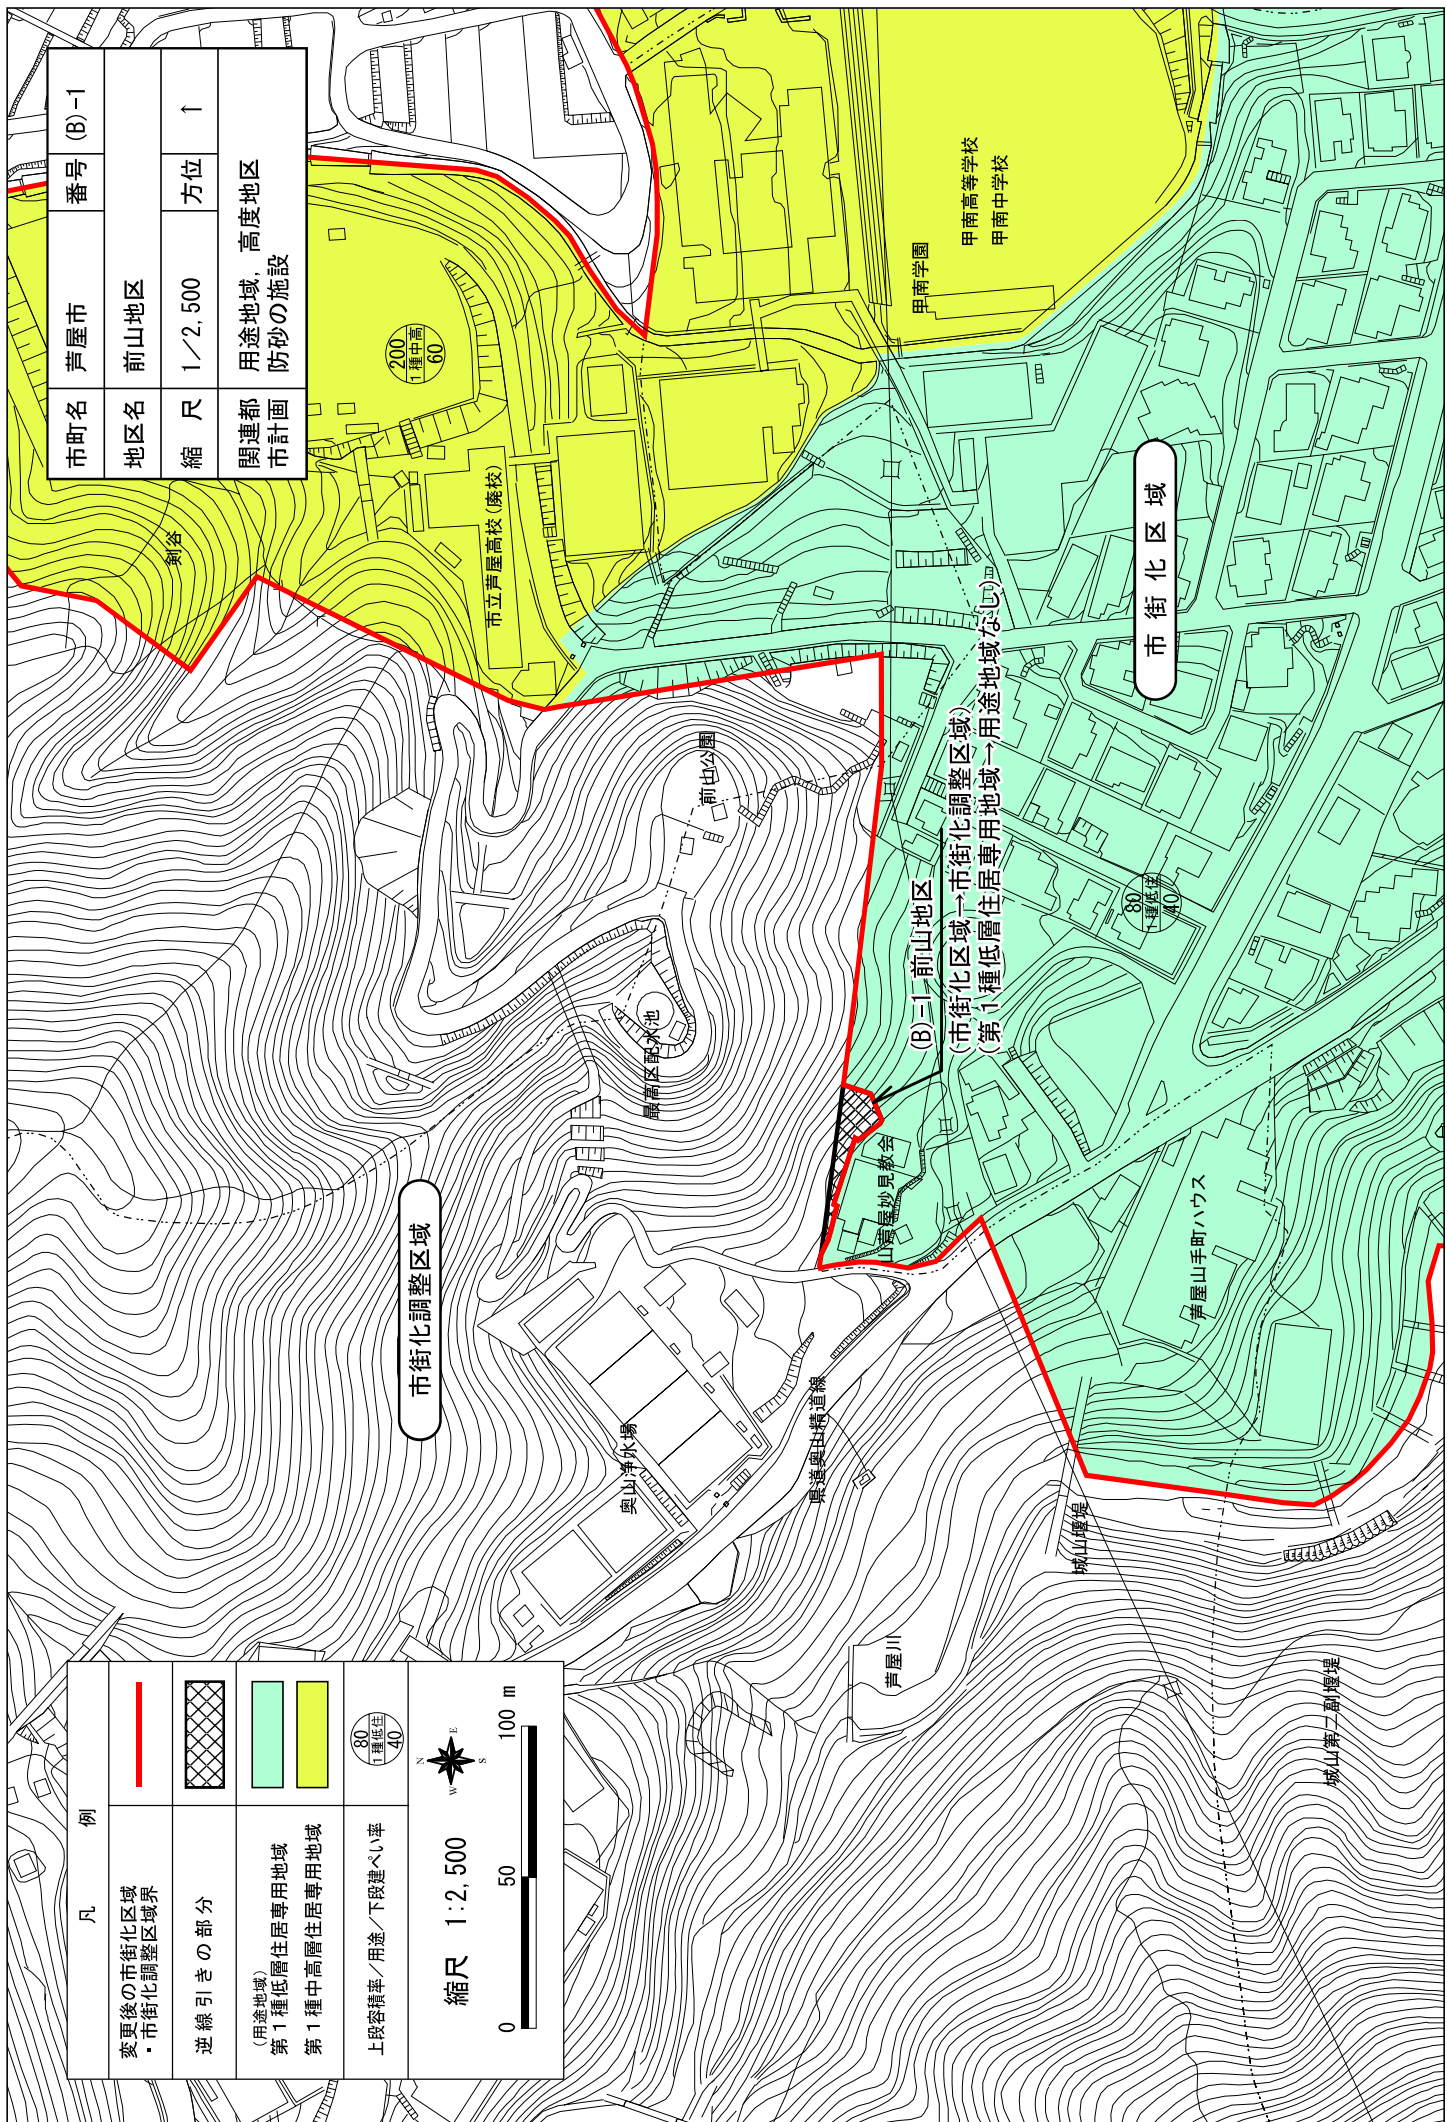 市町名 芦屋市 番号 (B)-1
地区名 前山地区
縮 尺 1／2,500 方位 ↑
関連都市計画 用途地域，高度地区
防砂の施設
剣谷
200
1種中高
60
市立芦屋高校(廃校)
甲南学園
甲南高等学校
甲南中学校
市街化区域
前山公園
最高区配水池
(B)-1 前山地区
(市街化区域→市街化調整区域)
(第1種低層住居専用地域→用途地域なし)
80
1種低住
40
山芦屋妙見教会
芦屋山手町ハウス
市街化調整区域
奥山浄水場
県道奥山精道線
城山堰堤
芦屋川
城山第二副堰堤
凡 例
変更後の市街化区域
・市街化調整区域界
逆線引きの部分
(用途地域)
第1種低層住居専用地域
第1種中高層住居専用地域
上段容積率／用途／下段建ぺい率
80
1種低住
40
縮尺 1:2,500
N
E
S
W
0 50 100 m